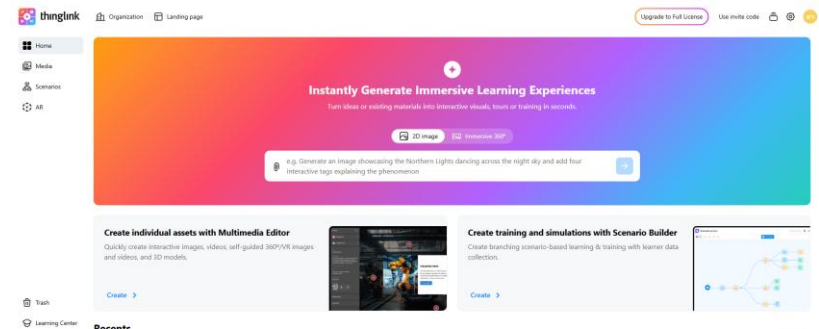 thinglink
Organization
Landing page
Upgrade to Full License
Use invite code
Home
Media
Scenarios
AR
Instantly Generate Immersive Learning Experiences
Turn ideas or existing materials into interactive visuals, tours or training in seconds.
2D image
Immersive 360°
e.g. Generate an image showcasing the Northern Lights dancing across the night sky and add four
interactive tags explaining the phenomenon
Create individual assets with Multimedia Editor
Quickly create interactive images, videos, self-guided 360°/VR images
and videos, and 3D models.
Create
Create training and simulations with Scenario Builder
Create branching scenario-based learning & training with learner data
collection.
Create
Trash
Learning Center
Recents